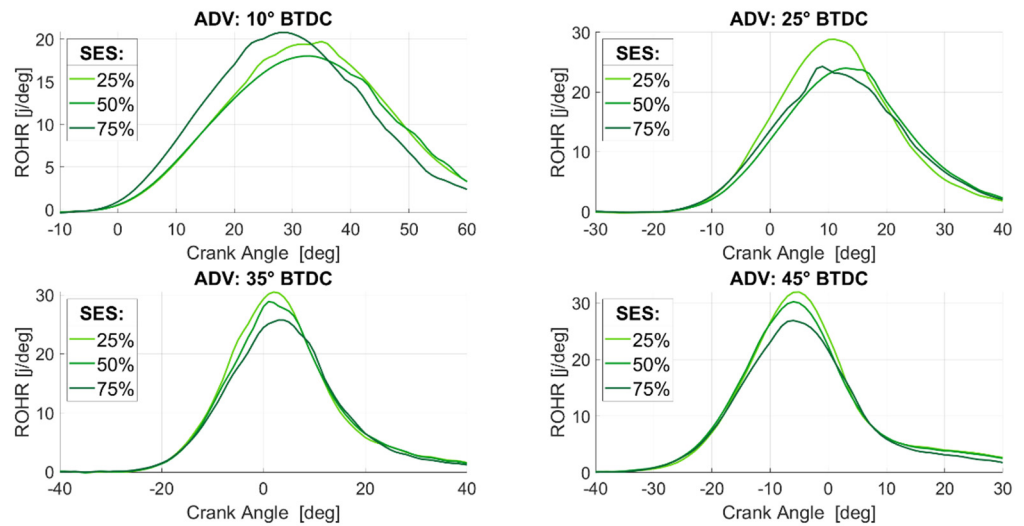 ADV: 10° BTDC
SES:
25%
50%
75%
ROHR [j/deg]
20
15
10
5
0
-10 0 10 20 30 40 50 60
Crank Angle [deg]
ADV: 25° BTDC
SES:
25%
50%
75%
ROHR [j/deg]
30
20
10
0
-30 -20 -10 0 10 20 30 40
Crank Angle [deg]
ADV: 35° BTDC
SES:
25%
50%
75%
ROHR [j/deg]
30
20
10
0
-40 -20 0 20 40
Crank Angle [deg]
ADV: 45° BTDC
SES:
25%
50%
75%
ROHR [j/deg]
30
20
10
0
-40 -30 -20 -10 0 10 20 30
Crank Angle [deg]